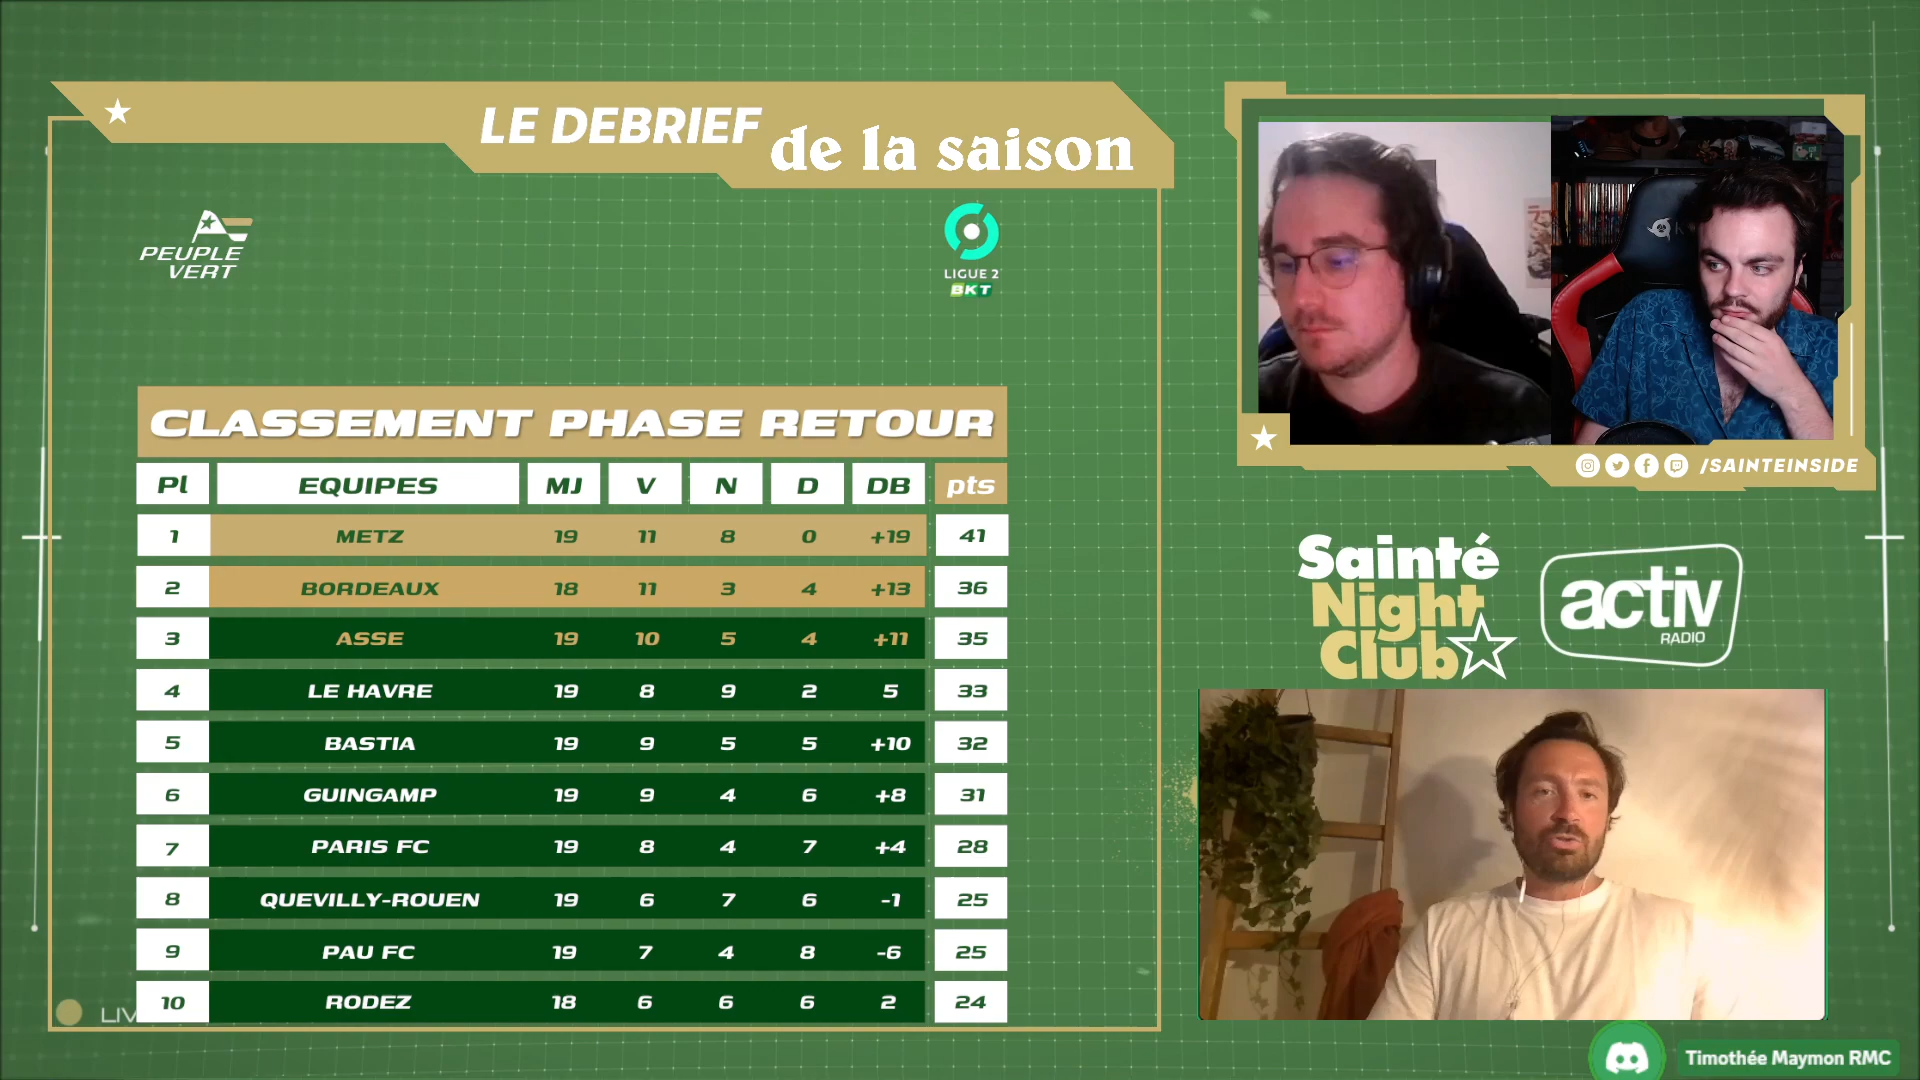 LE DEBRIEF de la saison
PEUPLE
VERT
LIGUE 2
BKT
CLASSEMENT PHASE RETOUR
Pl EQUIPES MJ V N D DB pts
1 METZ 19 11 8 0 +19 41
2 BORDEAUX 18 11 3 4 +13 36
3 ASSE 19 10 5 4 +11 35
4 LE HAVRE 19 8 9 2 5 33
5 BASTIA 19 9 5 5 +10 32
6 GUINGAMP 19 9 4 6 +8 31
7 PARIS FC 19 8 4 7 +4 28
8 QUEVILLY-ROUEN 19 6 7 6 -1 25
9 PAU FC 19 7 4 8 -6 25
10 RODEZ 18 6 6 6 2 24
LIV
/SAINTEINSIDE
Sainté
Night
Club
activ
RADIO
Timothée Maymon RMC